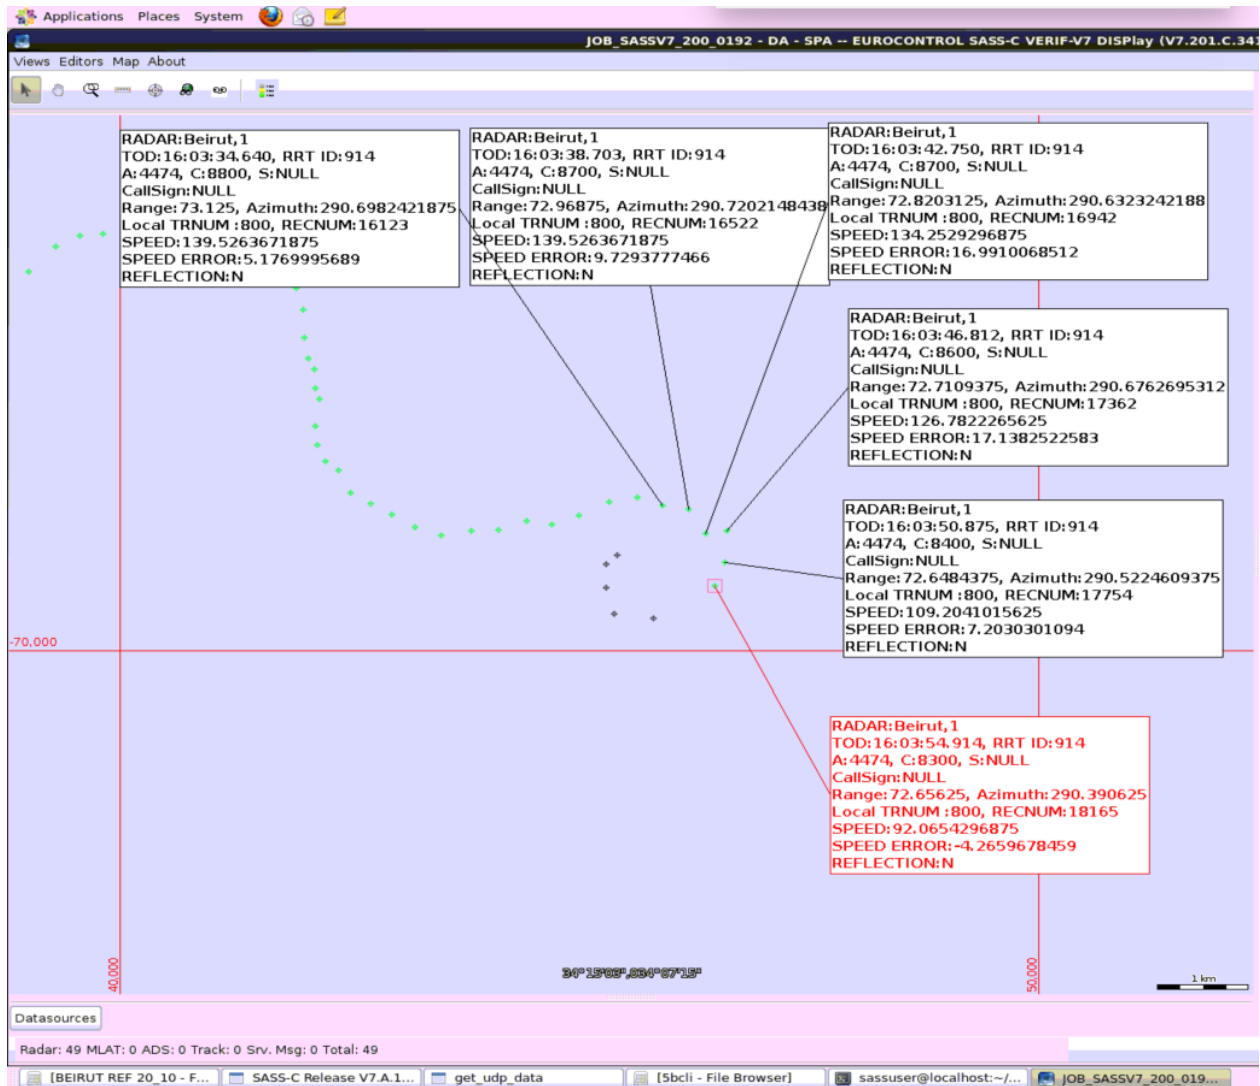 Applications Places System
JOB_SASSV7_200_0192 - DA - SPA -- EUROCONTROL SASS-C VERIF-V7 DISPlay (V7.201.C.341
Views Editors Map About
RADAR:Beirut,1
TOD:16:03:34.640, RRT ID:914
A:4474, C:8800, S:NULL
CallSign:NULL
Range:73.125, Azimuth:290.6982421875
Local TRNUM :800, RECNUM:16123
SPEED:139.5263671875
SPEED ERROR:5.1769995689
REFLECTION:N
RADAR:Beirut,1
TOD:16:03:38.703, RRT ID:914
A:4474, C:8700, S:NULL
CallSign:NULL
Range:72.96875, Azimuth:290.7202148438
Local TRNUM :800, RECNUM:16522
SPEED:139.5263671875
SPEED ERROR:9.7293777466
REFLECTION:N
RADAR:Beirut,1
TOD:16:03:42.750, RRT ID:914
A:4474, C:8700, S:NULL
CallSign:NULL
Range:72.8203125, Azimuth:290.6323242188
Local TRNUM :800, RECNUM:16942
SPEED:134.2529296875
SPEED ERROR:16.9910068512
REFLECTION:N
RADAR:Beirut,1
TOD:16:03:46.812, RRT ID:914
A:4474, C:8600, S:NULL
CallSign:NULL
Range:72.7109375, Azimuth:290.6762695312
Local TRNUM :800, RECNUM:17362
SPEED:126.7822265625
SPEED ERROR:17.1382522583
REFLECTION:N
RADAR:Beirut,1
TOD:16:03:50.875, RRT ID:914
A:4474, C:8400, S:NULL
CallSign:NULL
Range:72.6484375, Azimuth:290.5224609375
Local TRNUM :800, RECNUM:17754
SPEED:109.2041015625
SPEED ERROR:7.2030301094
REFLECTION:N
-70,000
RADAR:Beirut,1
TOD:16:03:54.914, RRT ID:914
A:4474, C:8300, S:NULL
CallSign:NULL
Range:72.65625, Azimuth:290.390625
Local TRNUM :800, RECNUM:18165
SPEED:92.0654296875
SPEED ERROR:-4.2659678459
REFLECTION:N
40,000
50,000
34°15'03",034°07'15"
1 km
Datasources
Radar: 49 MLAT: 0 ADS: 0 Track: 0 Srv. Msg: 0 Total: 49
[BEIRUT REF 20_10 - F...
SASS-C Release V7.A.1...
get_udp_data
[5bcli - File Browser]
sassuser@localhost:~/...
JOB_SASSV7_200_019...